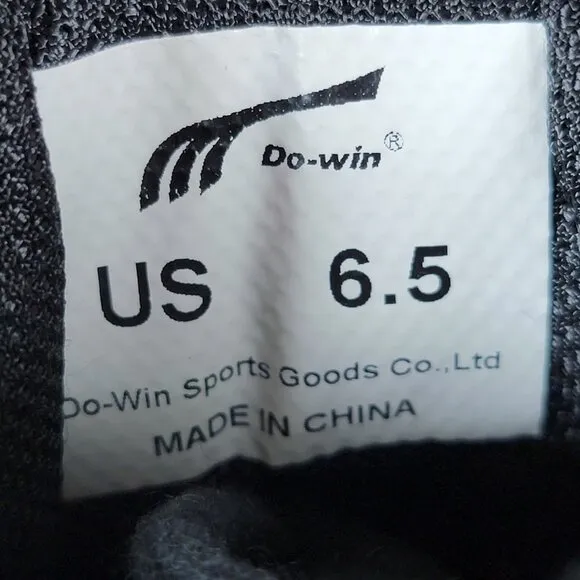 Do-win®
US 6.5
Do-Win Sports Goods Co.,Ltd
MADE IN CHINA